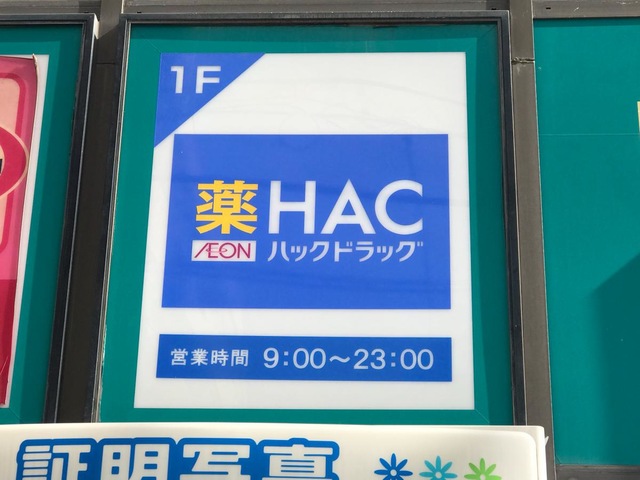 1F
薬 HAC
AEON ハックドラッグ
営業時間 9:00~23:00
証明写真